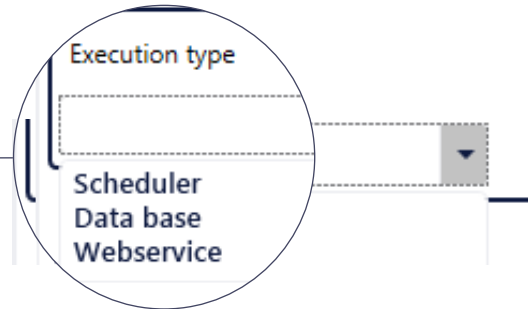 Execution type
Scheduler
Data base
Webservice